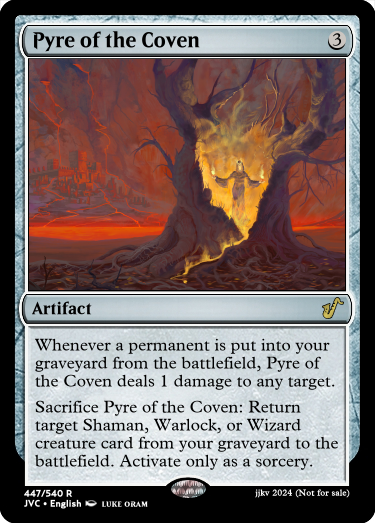 Pyre of the Coven 3
Artifact
Whenever a permanent is put into your
graveyard from the battlefield, Pyre of
the Coven deals 1 damage to any target.
Sacrifice Pyre of the Coven: Return
target Shaman, Warlock, or Wizard
creature card from your graveyard to the
battlefield. Activate only as a sorcery.
447/540 R
jjkv 2024 (Not for sale)
JVC • English LUKE ORAM